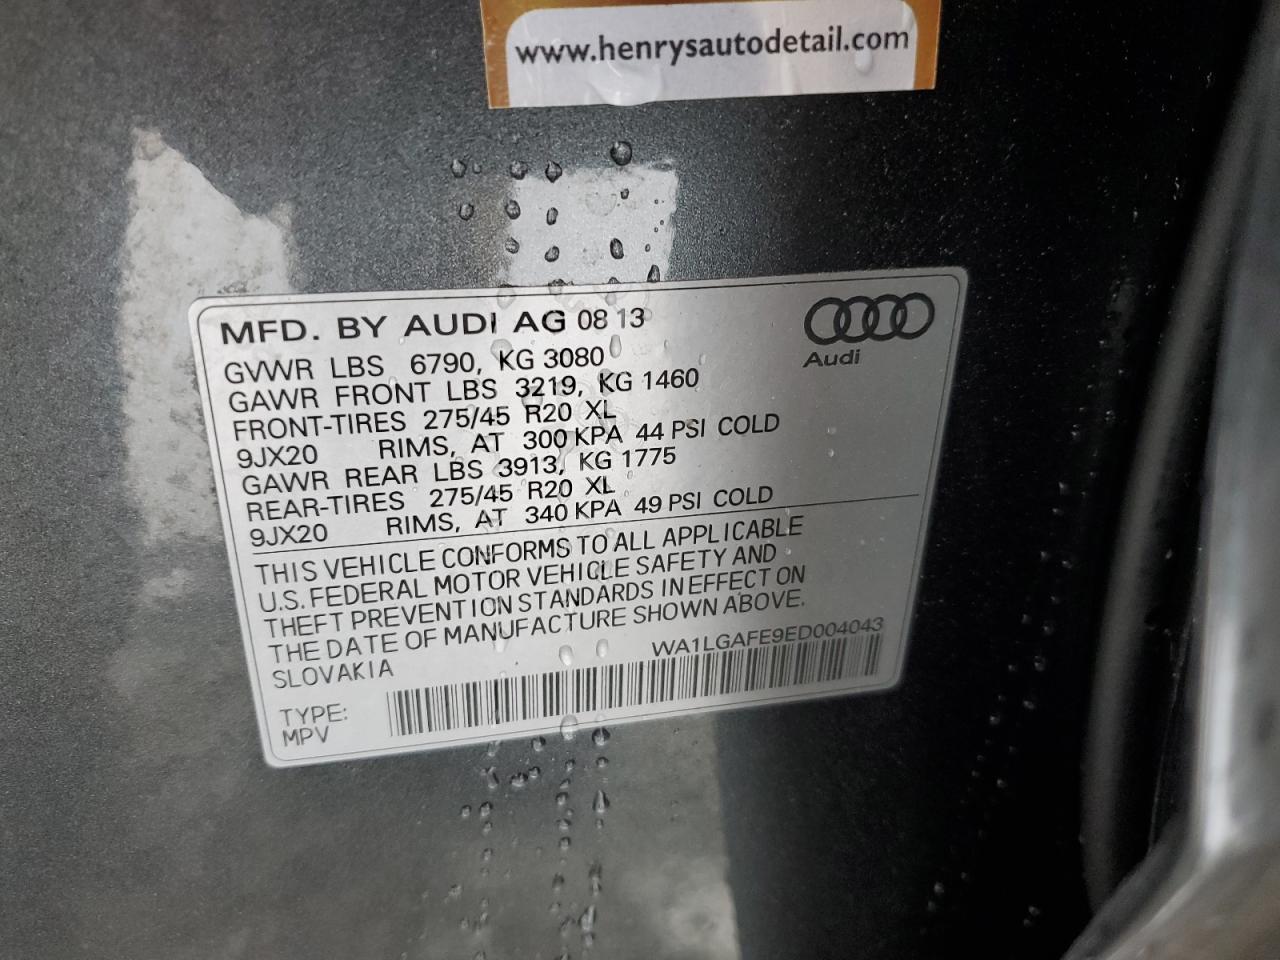 www.henrysautodetail.com
MFD. BY AUDI AG 08 13
Audi
GVWR LBS 6790, KG 3080
GAWR FRONT LBS 3219, KG 1460
FRONT-TIRES 275/45 R20 XL
9JX20 RIMS, AT 300 KPA 44 PSI COLD
GAWR REAR LBS 3913, KG 1775
REAR-TIRES 275/45 R20 XL
9JX20 RIMS, AT 340 KPA 49 PSI COLD
THIS VEHICLE CONFORMS TO ALL APPLICABLE
U.S. FEDERAL MOTOR VEHICLE SAFETY AND
THEFT PREVENTION STANDARDS IN EFFECT ON
THE DATE OF MANUFACTURE SHOWN ABOVE.
SLOVAKIA WA1LGAFE9ED004043
TYPE:
MPV